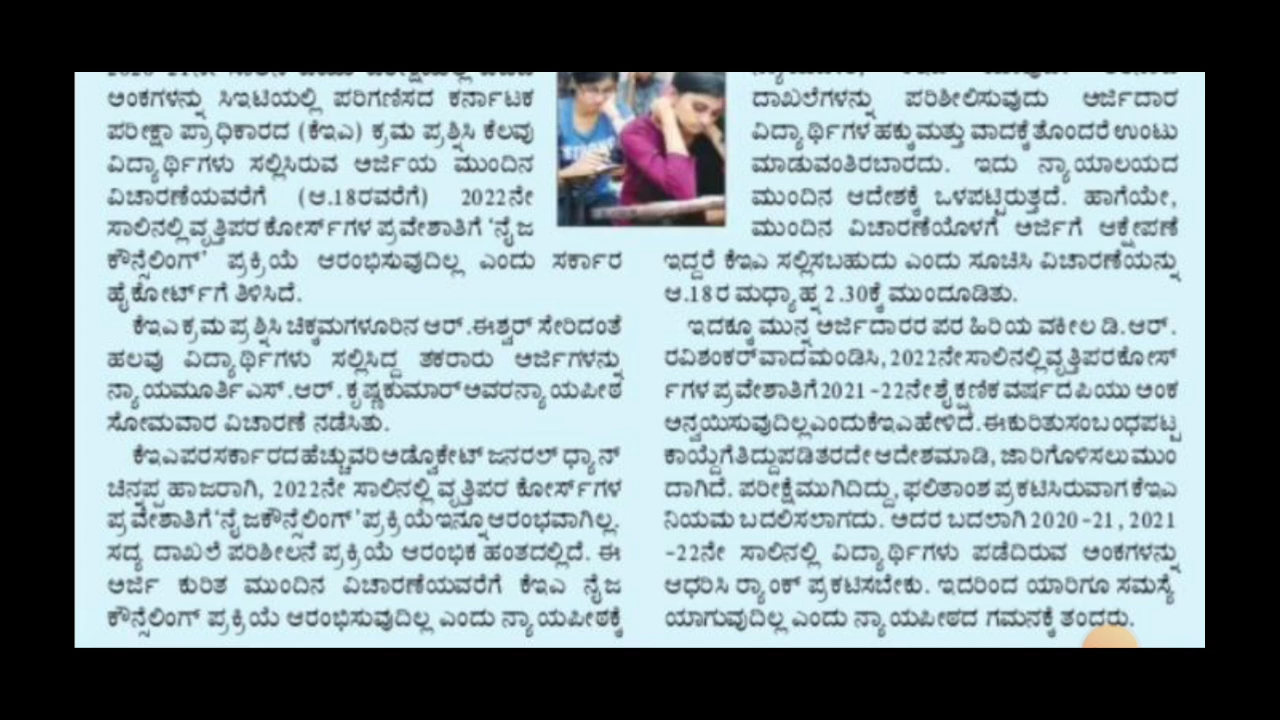 ಅಂಕಗಳನ್ನು ಸಿಇಟಿಯಲ್ಲಿ ಪರಿಗಣಿಸದ ಕರ್ನಾಟಕ
ಪರೀಕ್ಷಾ ಪ್ರಾಧಿಕಾರದ (ಕೆಇಎ) ಕ್ರಮ ಪ್ರಶ್ನಿಸಿ ಕೆಲವು
ವಿದ್ಯಾರ್ಥಿಗಳು ಸಲ್ಲಿಸಿರುವ ಅರ್ಜಿಯ ಮುಂದಿನ
ವಿಚಾರಣೆಯವರೆಗೆ (ಆ.18ರವರೆಗೆ) 2022ನೇ
ಸಾಲಿನಲ್ಲಿ ವೃತ್ತಿಪರ ಕೋರ್ಸ್‌ಗಳ ಪ್ರವೇಶಾತಿಗೆ 'ನೈಜ
ಕೌನ್ಸೆಲಿಂಗ್' ಪ್ರಕ್ರಿಯೆ ಆರಂಭಿಸುವುದಿಲ್ಲ ಎಂದು ಸರ್ಕಾರ
ಹೈಕೋರ್ಟ್‌ಗೆ ತಿಳಿಸಿದೆ.
ಕೆಇಎ ಕ್ರಮ ಪ್ರಶ್ನಿಸಿ ಚಿಕ್ಕಮಗಳೂರಿನ ಆರ್.ಈಶ್ವರ್ ಸೇರಿದಂತೆ
ಹಲವು ವಿದ್ಯಾರ್ಥಿಗಳು ಸಲ್ಲಿಸಿದ್ದ ತಕರಾರು ಅರ್ಜಿಗಳನ್ನು
ನ್ಯಾಯಮೂರ್ತಿ ಎಸ್.ಆರ್. ಕೃಷ್ಣಕುಮಾರ್ ಅವರ ನ್ಯಾಯಪೀಠ
ಸೋಮವಾರ ವಿಚಾರಣೆ ನಡೆಸಿತು.
ಕೆಇಎ ಪರ ಸರ್ಕಾರದ ಹೆಚ್ಚುವರಿ ಅಡ್ವೊಕೇಟ್ ಜನರಲ್ ಧ್ಯಾನ್
ಚಿನ್ನಪ್ಪ ಹಾಜರಾಗಿ, 2022ನೇ ಸಾಲಿನಲ್ಲಿ ವೃತ್ತಿಪರ ಕೋರ್ಸ್‌ಗಳ
ಪ್ರವೇಶಾತಿಗೆ 'ನೈಜ ಕೌನ್ಸೆಲಿಂಗ್' ಪ್ರಕ್ರಿಯೆ ಇನ್ನೂ ಆರಂಭವಾಗಿಲ್ಲ.
ಸದ್ಯ ದಾಖಲೆ ಪರಿಶೀಲನೆ ಪ್ರಕ್ರಿಯೆ ಆರಂಭಿಕ ಹಂತದಲ್ಲಿದೆ. ಈ
ಅರ್ಜಿ ಕುರಿತ ಮುಂದಿನ ವಿಚಾರಣೆಯವರೆಗೆ ಕೆಇಎ ನೈಜ
ಕೌನ್ಸೆಲಿಂಗ್ ಪ್ರಕ್ರಿಯೆ ಆರಂಭಿಸುವುದಿಲ್ಲ ಎಂದು ನ್ಯಾಯಪೀಠಕ್ಕೆ
ದಾಖಲೆಗಳನ್ನು ಪರಿಶೀಲಿಸುವುದು ಅರ್ಜಿದಾರ
ವಿದ್ಯಾರ್ಥಿಗಳ ಹಕ್ಕು ಮತ್ತು ವಾದಕ್ಕೆ ತೊಂದರೆ ಉಂಟು
ಮಾಡುವಂತಿರಬಾರದು. ಇದು ನ್ಯಾಯಾಲಯದ
ಮುಂದಿನ ಆದೇಶಕ್ಕೆ ಒಳಪಟ್ಟಿರುತ್ತದೆ. ಹಾಗೆಯೇ,
ಮುಂದಿನ ವಿಚಾರಣೆಯೊಳಗೆ ಅರ್ಜಿಗೆ ಆಕ್ಷೇಪಣೆ
ಇದ್ದರೆ ಕೆಇಎ ಸಲ್ಲಿಸಬಹುದು ಎಂದು ಸೂಚಿಸಿ ವಿಚಾರಣೆಯನ್ನು
ಆ.18ರ ಮಧ್ಯಾಹ್ನ 2.30ಕ್ಕೆ ಮುಂದೂಡಿತು.
ಇದಕ್ಕೂ ಮುನ್ನ ಅರ್ಜಿದಾರರ ಪರ ಹಿರಿಯ ವಕೀಲ ಡಿ.ಆರ್.
ರವಿಶಂಕರ್ ವಾದ ಮಂಡಿಸಿ, 2022ನೇ ಸಾಲಿನಲ್ಲಿ ವೃತ್ತಿಪರ ಕೋರ್ಸ್
‌ಗಳ ಪ್ರವೇಶಾತಿಗೆ 2021-22ನೇ ಶೈಕ್ಷಣಿಕ ವರ್ಷದ ಪಿಯು ಅಂಕ
ಅನ್ವಯಿಸುವುದಿಲ್ಲ ಎಂದು ಕೆಇಎ ಹೇಳಿದೆ. ಈ ಕುರಿತು ಸಂಬಂಧಪಟ್ಟ
ಕಾಯ್ದೆಗೆ ತಿದ್ದುಪಡಿ ತರದೇ ಆದೇಶ ಮಾಡಿ, ಜಾರಿಗೊಳಿಸಲು ಮುಂ
ದಾಗಿದೆ. ಪರೀಕ್ಷೆ ಮುಗಿದಿದ್ದು, ಫಲಿತಾಂಶ ಪ್ರಕಟಿಸಿರುವಾಗ ಕೆಇಎ
ನಿಯಮ ಬದಲಿಸಲಾಗದು. ಅದರ ಬದಲಾಗಿ 2020-21, 2021
-22ನೇ ಸಾಲಿನಲ್ಲಿ ವಿದ್ಯಾರ್ಥಿಗಳು ಪಡೆದಿರುವ ಅಂಕಗಳನ್ನು
ಆಧರಿಸಿ ರ‍್ಯಾಂಕ್ ಪ್ರಕಟಿಸಬೇಕು. ಇದರಿಂದ ಯಾರಿಗೂ ಸಮಸ್ಯೆ
ಯಾಗುವುದಿಲ್ಲ ಎಂದು ನ್ಯಾಯಪೀಠದ ಗಮನಕ್ಕೆ ತಂದರು.